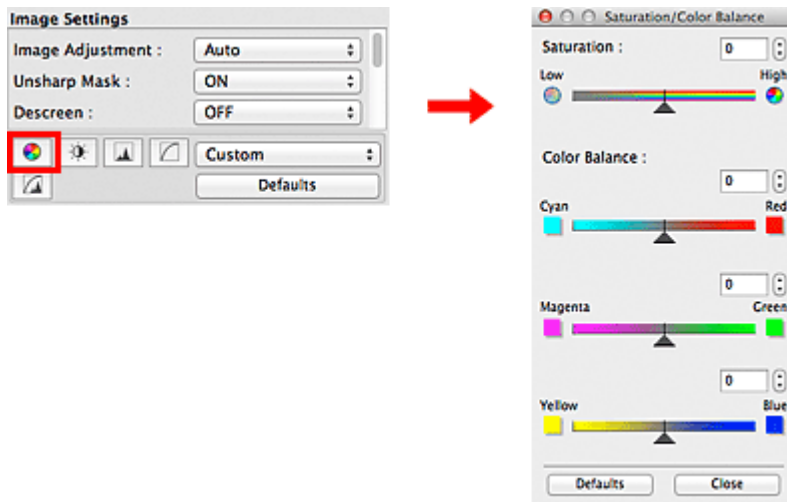 Image Settings
Image Adjustment : Auto
Unsharp Mask : ON
Descreen : OFF
Custom
Defaults
Saturation/Color Balance
Saturation : 0
Low High
Color Balance :
0
Cyan Red
0
Magenta Green
0
Yellow Blue
Defaults Close